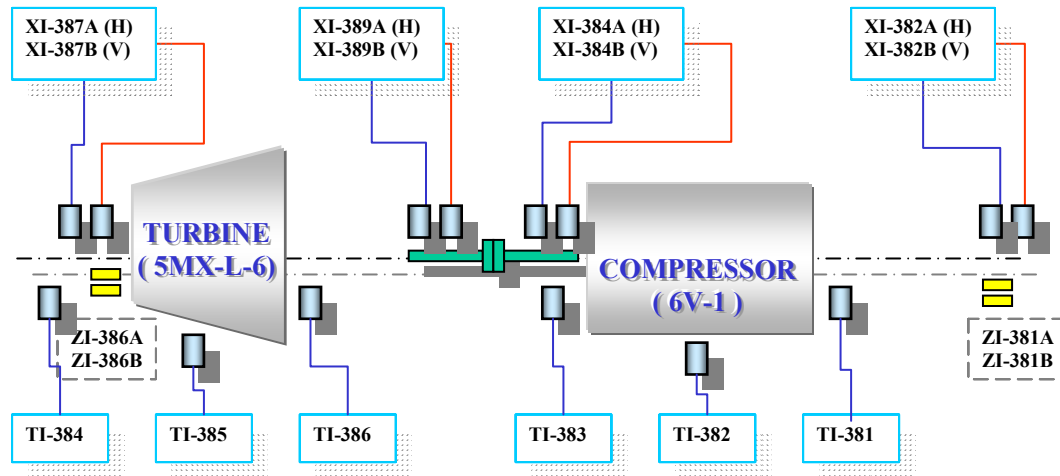 XI-387A (H)
XI-387B (V)
XI-389A (H)
XI-389B (V)
XI-384A (H)
XI-384B (V)
XI-382A (H)
XI-382B (V)
TURBINE
( 5MX-L-6)
COMPRESSOR
( 6V-1 )
ZI-386A
ZI-386B
ZI-381A
ZI-381B
TI-384
TI-385
TI-386
TI-383
TI-382
TI-381